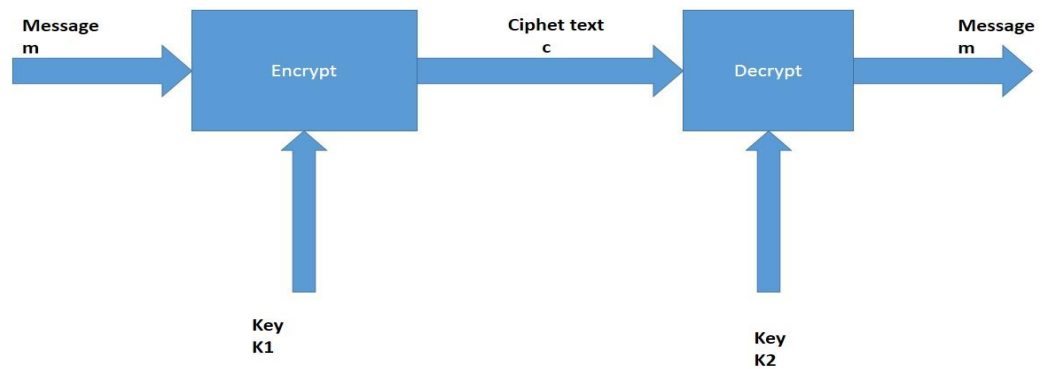 Message
m
Encrypt
Ciphet text
c
Decrypt
Message
m
Key
K1
Key
K2